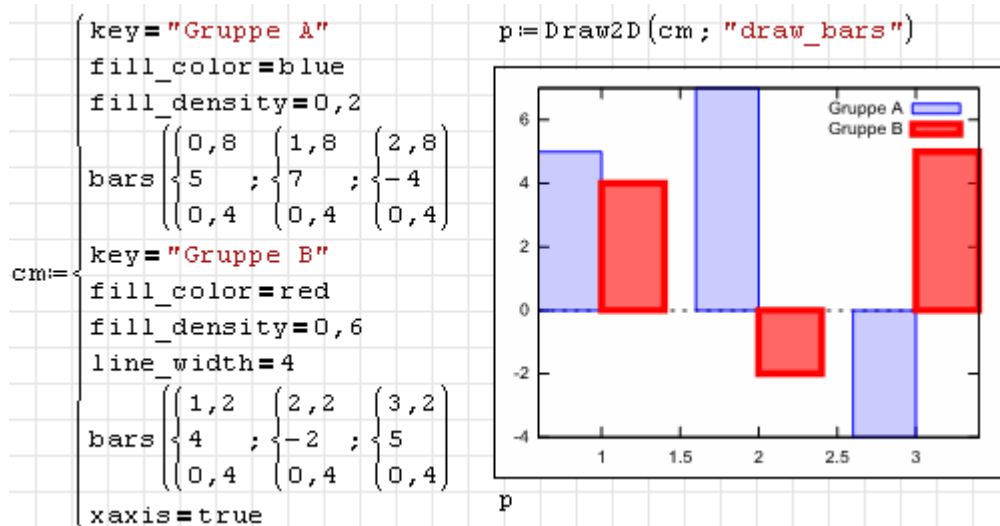 key="Gruppe A"
fill_color=blue
fill_density=0,2
bars
0,8 1,8 2,8
5 ; 7 ; -4
0,4 0,4 0,4
key="Gruppe B"
cm:=
fill_color=red
fill_density=0,6
line_width=4
bars
1,2 2,2 3,2
4 ; -2 ; 5
0,4 0,4 0,4
xaxis=true
p:=Draw2D(cm; "draw_bars")
Gruppe A
Gruppe B
6
4
2
0
-2
-4
1 1.5 2 2.5 3
p